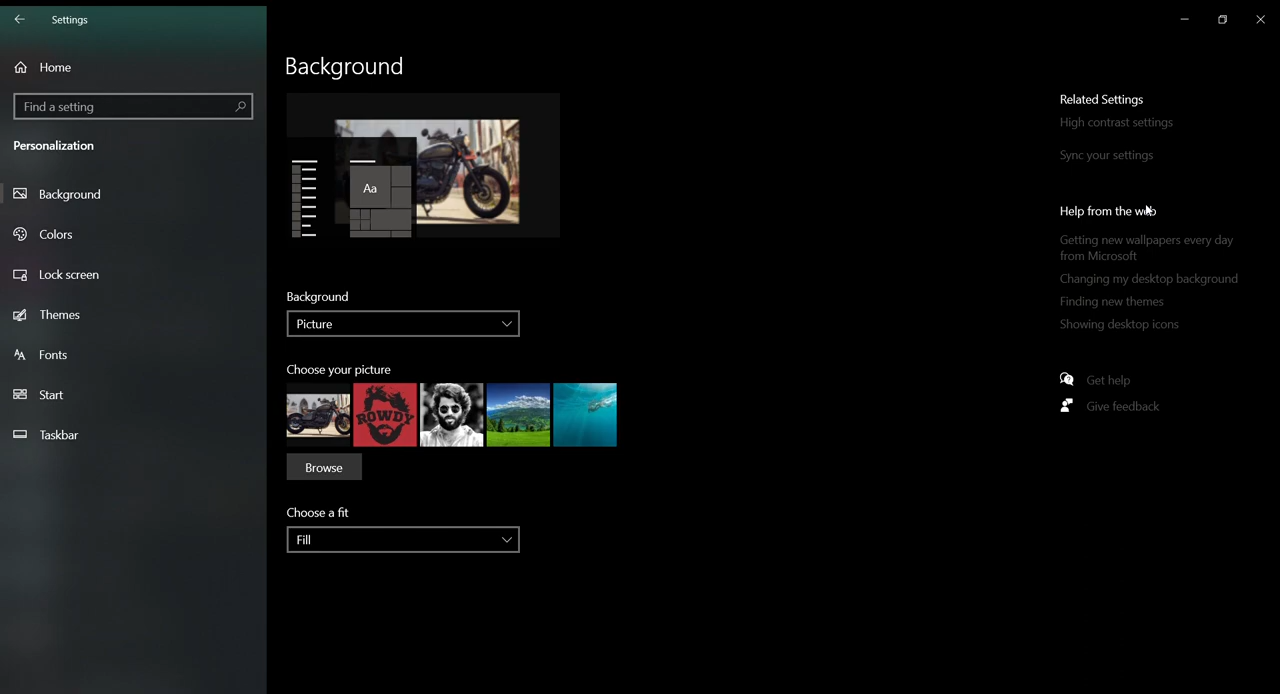 Settings
Home
Find a setting
Personalization
Background
Colors
Lock screen
Themes
Fonts
Start
Taskbar
Background
Aa
Background
Picture
Choose your picture
ROWDY
Browse
Choose a fit
Fill
Related Settings
High contrast settings
Sync your settings
Help from the web
Getting new wallpapers every day
from Microsoft
Changing my desktop background
Finding new themes
Showing desktop icons
Get help
Give feedback